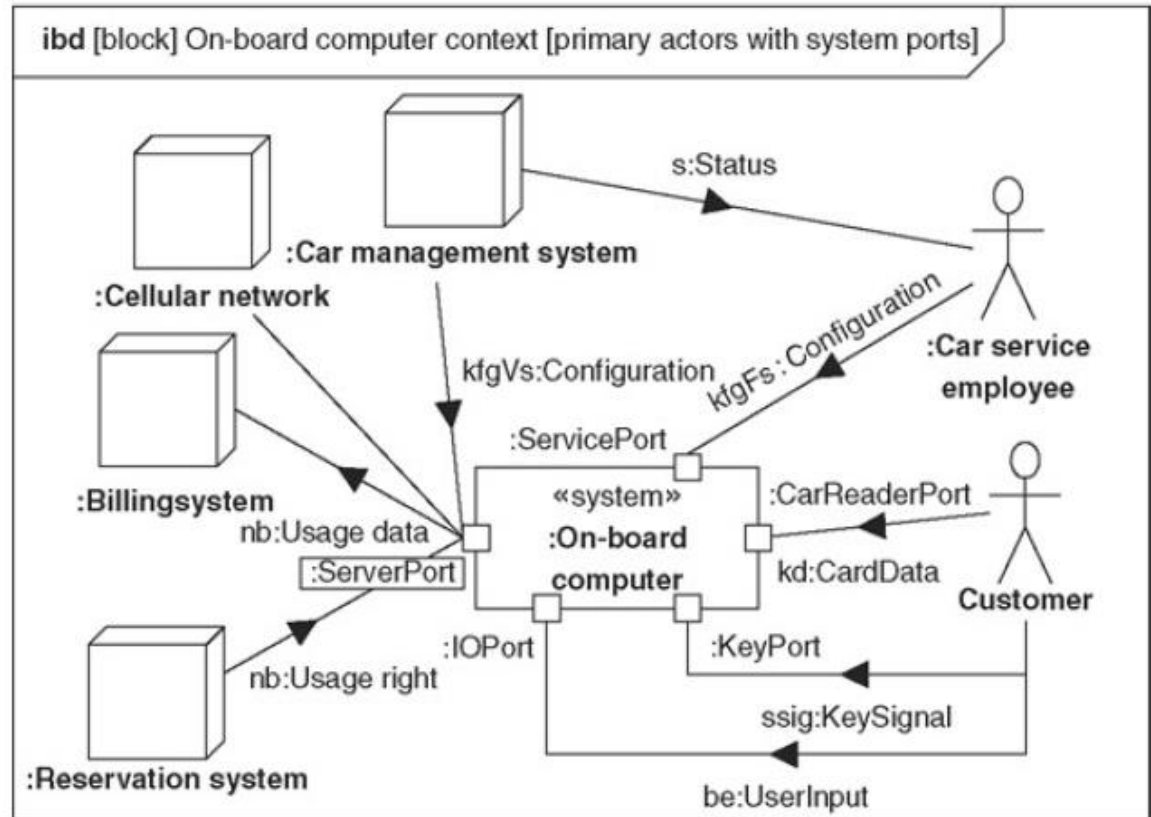 ibd [block] On-board computer context [primary actors with system ports]
s:Status
:Car management system
:Cellular network
kfgVs:Configuration
kfgFs:Configuration
:Car service
employee
:ServicePort
«system»
:On-board
computer
:CarReaderPort
kd:CardData
Customer
:Billingsystem
nb:Usage data
:ServerPort
:IOPort
:KeyPort
nb:Usage right
ssig:KeySignal
:Reservation system
be:UserInput